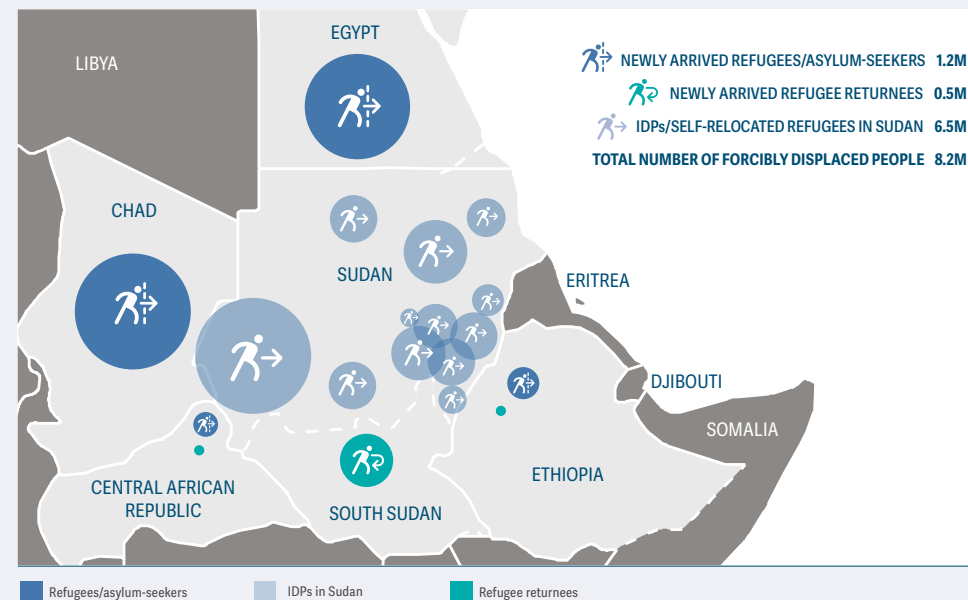 EGYPT
LIBYA
NEWLY ARRIVED REFUGEES/ASYLUM-SEEKERS 1.2M
NEWLY ARRIVED REFUGEE RETURNEES 0.5M
IDPs/SELF-RELOCATED REFUGEES IN SUDAN 6.5M
TOTAL NUMBER OF FORCIBLY DISPLACED PEOPLE 8.2M
CHAD
SUDAN
ERITREA
DJIBOUTI
SOMALIA
ETHIOPIA
CENTRAL AFRICAN
REPUBLIC
SOUTH SUDAN
Refugees/asylum-seekers
IDPs in Sudan
Refugee returnees